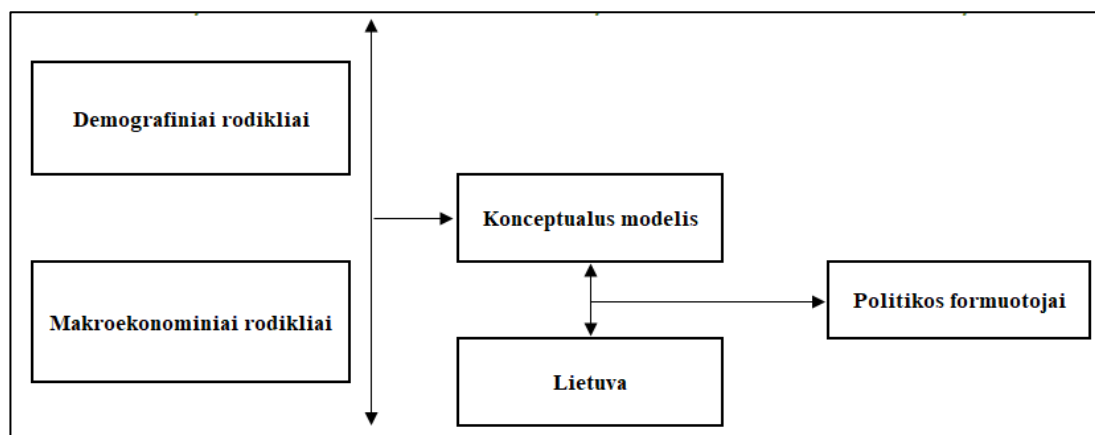 Demografiniai rodikliai
Konceptualus modelis
Makroekonominiai rodikliai
Politikos formuotojai
Lietuva